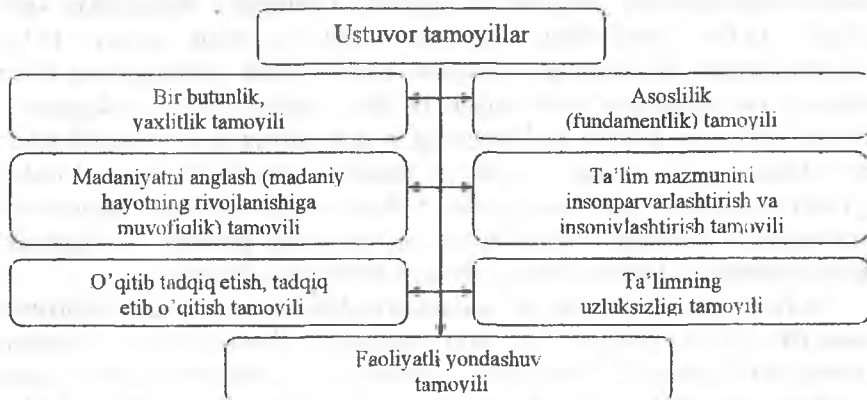 Ustuvor tamoyillar
Bir butunlik,
yaxlitlik tamoyili
Asoslilik
(fundamentlik) tamoyili
Madaniyatni anglash (madaniy
hayotning rivojlanishiga
muvofiqlik) tamoyili
Ta'lim mazmunini
insonparvarlashtirish va
insoniylashtirish tamoyili
O'qitib tadqiq etish, tadqiq
etib o'qitish tamoyili
Ta'limning
uzluksizligi tamoyili
Faoliyatli yondashuv
tamoyili